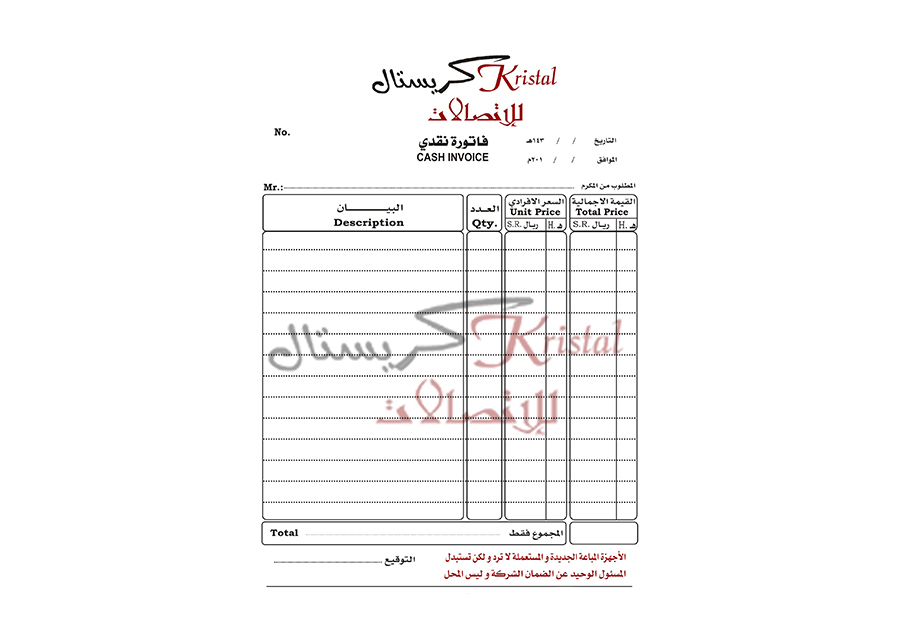 كريستال Kristal
للإتصالات
No.
فاتورة نقدي
CASH INVOICE
التاريخ / / ١٤٣هـ
الموافق / / ٢٠١م
Mr.: المطلوب من المكرم
البيـــــان
Description
العـدد
Qty.
السعر الافرادي
Unit Price
S.R. ريال H. هـ
القيمة الاجمالية
Total Price
S.R. ريال H. هـ
كريستال Kristal
للإتصالات
Total المجموع فقط
الأجهزة المباعة الجديدة و المستعملة لا ترد و لكن تستبدل
المسئول الوحيد عن الضمان الشركة و ليس المحل
التوقيع